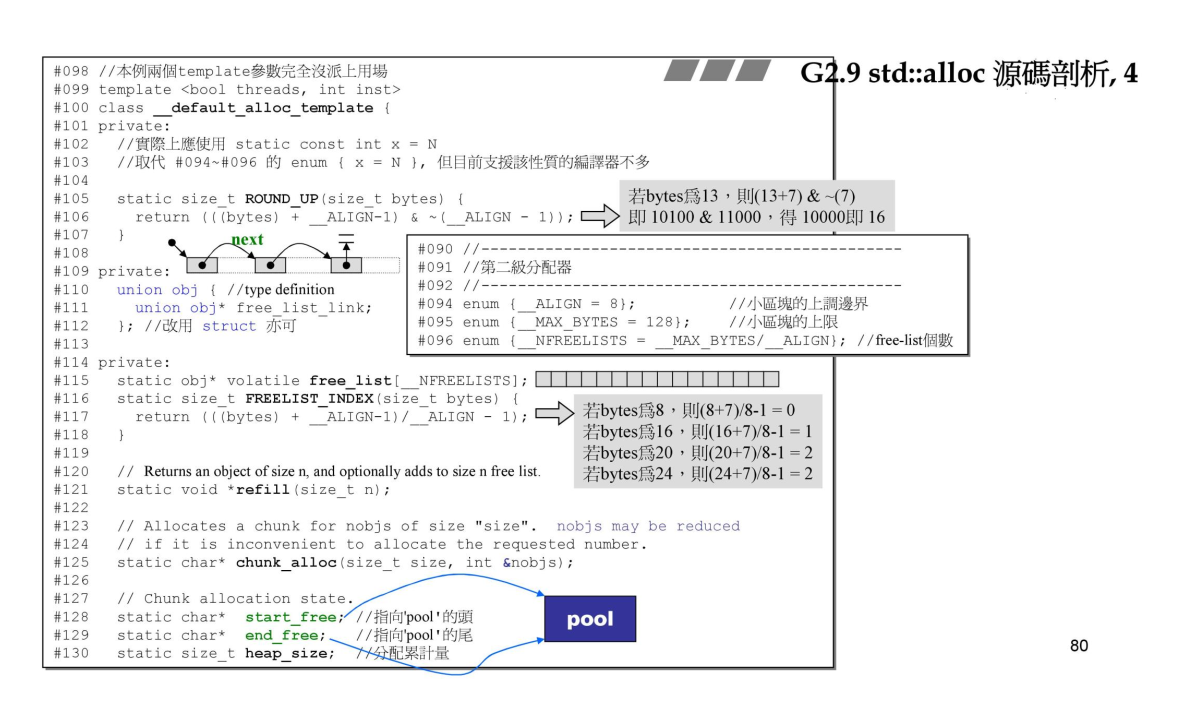 G2.9 std::alloc 源碼剖析, 4
#098 //本例兩個template參數完全沒派上用場
#099 template <bool threads, int inst>
#100 class __default_alloc_template {
#101 private:
#102   //實際上應使用 static const int x = N
#103   //取代 #094~#096 的 enum { x = N }, 但目前支援該性質的編譯器不多
#104
#105   static size_t ROUND_UP(size_t bytes) {
#106     return (((bytes) + __ALIGN-1) & ~(__ALIGN - 1));
#107   }
#108
#109 private:
#110   union obj { //type definition
#111     union obj* free_list_link;
#112   }; //改用 struct 亦可
#113
#114 private:
#115   static obj* volatile free_list[__NFREELISTS];
#116   static size_t FREELIST_INDEX(size_t bytes) {
#117     return (((bytes) + __ALIGN-1)/__ALIGN - 1);
#118   }
#119
#120   // Returns an object of size n, and optionally adds to size n free list.
#121   static void *refill(size_t n);
#122
#123   // Allocates a chunk for nobjs of size "size".  nobjs may be reduced
#124   // if it is inconvenient to allocate the requested number.
#125   static char* chunk_alloc(size_t size, int &nobjs);
#126
#127   // Chunk allocation state.
#128   static char*  start_free; //指向'pool'的頭
#129   static char*  end_free;   //指向'pool'的尾
#130   static size_t heap_size;  //分配累計量
若bytes爲13，則(13+7) & ~(7)
即 10100 & 11000，得 10000即 16
next
#090 //--------------------------------------------
#091 //第二級分配器
#092 //--------------------------------------------
#094 enum {__ALIGN = 8};         //小區塊的上調邊界
#095 enum {__MAX_BYTES = 128};   //小區塊的上限
#096 enum {__NFREELISTS = __MAX_BYTES/__ALIGN}; //free-list個數
若bytes爲8，則(8+7)/8-1 = 0
若bytes爲16，則(16+7)/8-1 = 1
若bytes爲20，則(20+7)/8-1 = 2
若bytes爲24，則(24+7)/8-1 = 2
pool
80